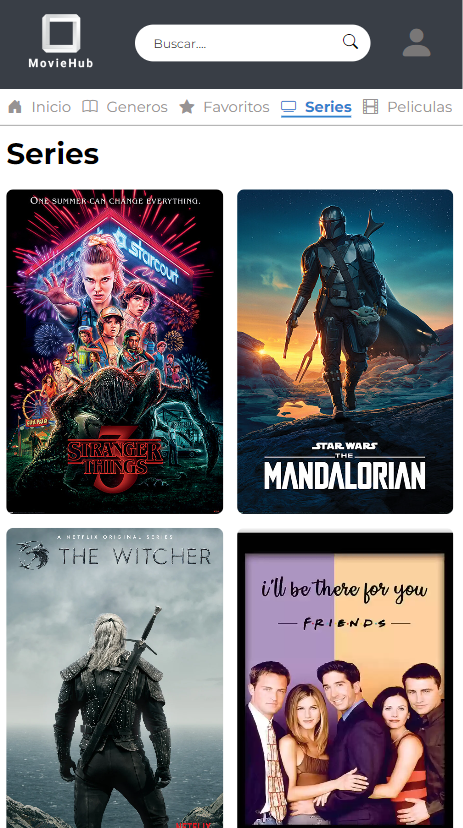 MovieHub
Buscar....
Inicio
Generos
Favoritos
Series
Peliculas
Series
ONE SUMMER CAN CHANGE EVERYTHING.
starcourt
3
STRANGER
THINGS
STAR WARS
THE
MANDALORIAN
A NETFLIX ORIGINAL SERIES
THE WITCHER
NETFLIX
i'll be there for you
F·R·I·E·N·D·S